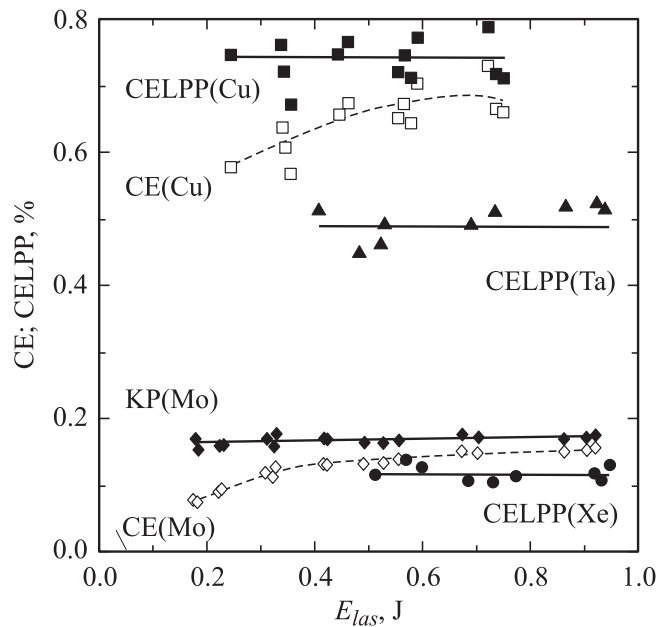 0.8
CELPP(Cu)
0.6
CE(Cu)
CE; CELPP, %
0.4
CELPP(Ta)
KP(Mo)
0.2
CE(Mo)
CELPP(Xe)
0.0
0.0 0.2 0.4 0.6 0.8 1.0
E_las, J